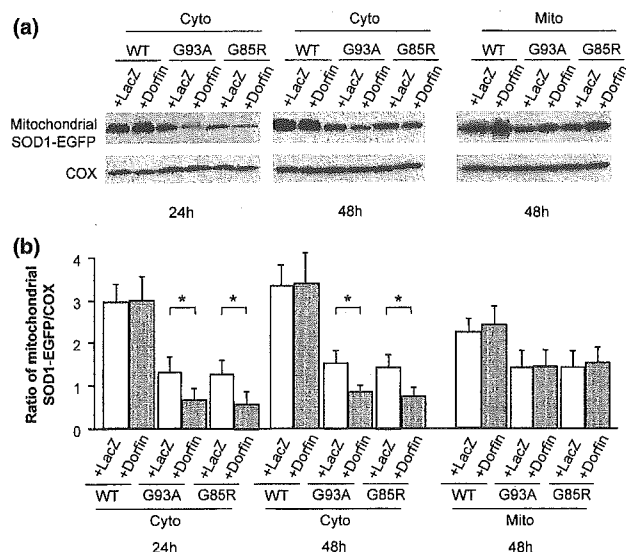 (a)
Cyto Cyto Mito
WT G93A G85R WT G93A G85R WT G93A G85R
+LacZ +Dorfin +LacZ +Dorfin +LacZ +Dorfin +LacZ +Dorfin +LacZ +Dorfin +LacZ +Dorfin +LacZ +Dorfin +LacZ +Dorfin +LacZ +Dorfin
Mitochondrial
SOD1-EGFP
COX
24h 48h 48h
(b)
Ratio of mitochondrial
SOD1-EGFP/COX
4
3
2
1
0
* * * *
+LacZ +Dorfin +LacZ +Dorfin +LacZ +Dorfin +LacZ +Dorfin +LacZ +Dorfin +LacZ +Dorfin +LacZ +Dorfin +LacZ +Dorfin +LacZ +Dorfin
WT G93A G85R WT G93A G85R WT G93A G85R
Cyto Cyto Mito
24h 48h 48h